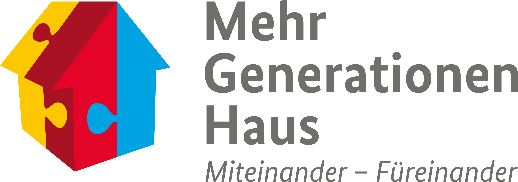 Mehr
Generationen
Haus
Miteinander – Füreinander